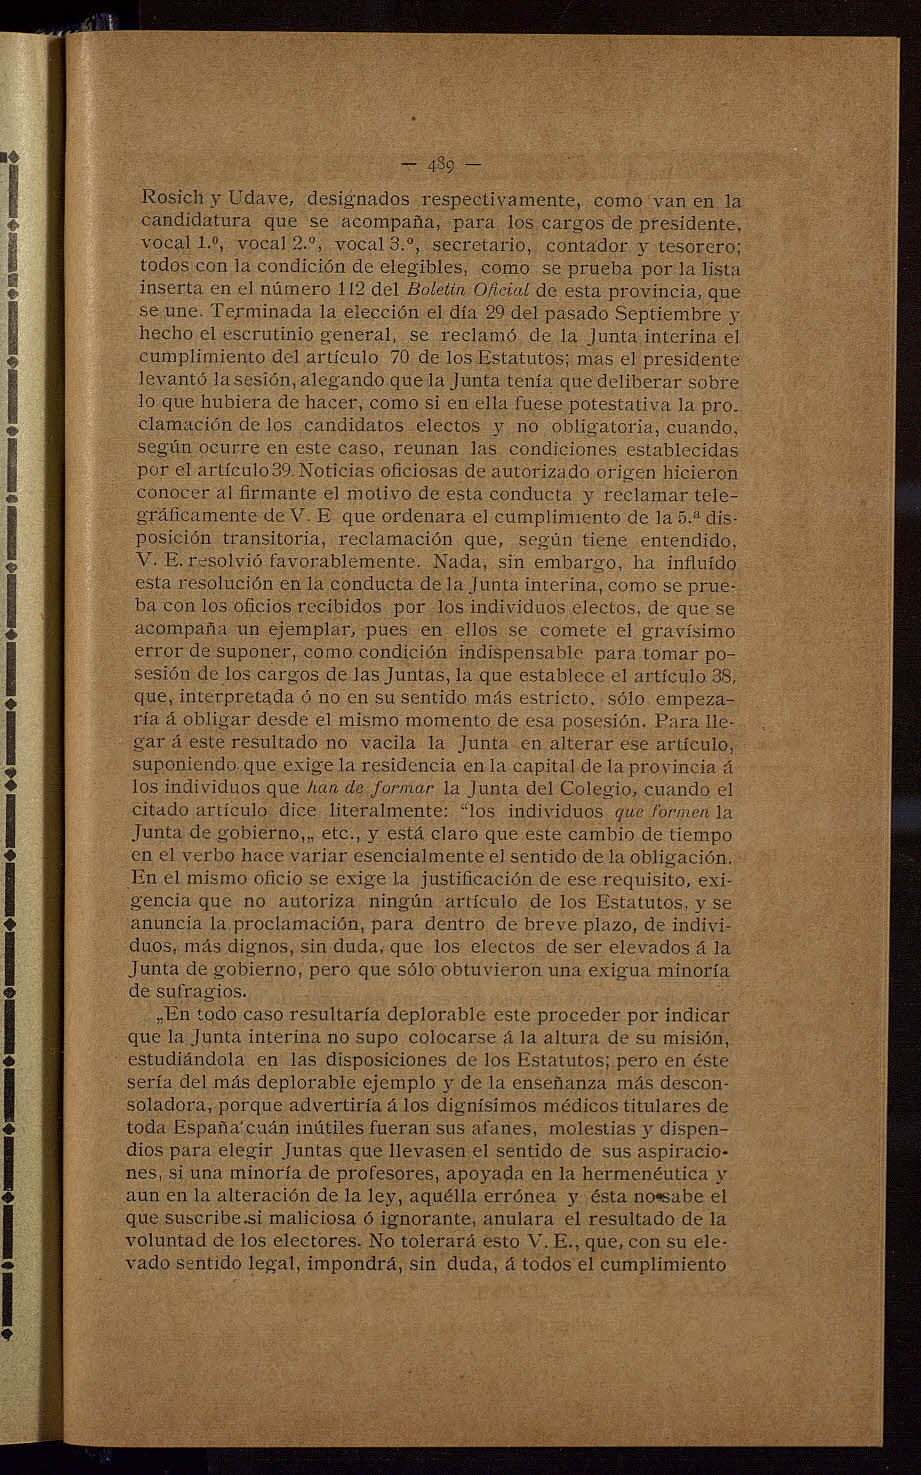 — 489 —
Rosich y Udave, designados respectivamente, como van en la
candidatura que se acompaña, para los cargos de presidente,
vocal 1.º, vocal 2.º, vocal 3.º, secretario, contador y tesorero;
todos con la condición de elegibles, como se prueba por la lista
inserta en el número 112 del Boletín Oficial de esta provincia, que
se une. Terminada la elección el día 29 del pasado Septiembre y
hecho el escrutinio general, se reclamó de la Junta interina el
cumplimiento del artículo 70 de los Estatutos; mas el presidente
levantó la sesión, alegando que la Junta tenía que deliberar sobre
lo que hubiera de hacer, como si en ella fuese potestativa la pro-
clamación de los candidatos electos y no obligatoria, cuando,
según ocurre en este caso, reunan las condiciones establecidas
por el artículo 39. Noticias oficiosas de autorizado origen hicieron
conocer al firmante el motivo de esta conducta y reclamar tele-
gráficamente de V. E que ordenara el cumplimiento de la 5.ª dis-
posición transitoria, reclamación que, según tiene entendido,
V. E. resolvió favorablemente. Nada, sin embargo, ha influído
esta resolución en la conducta de la Junta interina, como se prue-
ba con los oficios recibidos por los individuos electos, de que se
acompaña un ejemplar, pues en ellos se comete el gravísimo
error de suponer, como condición indispensable para tomar po-
sesión de los cargos de las Juntas, la que establece el artículo 38,
que, interpretada ó no en su sentido más estricto, sólo empeza-
ría á obligar desde el mismo momento de esa posesión. Para lle-
gar á este resultado no vacila la Junta en alterar ese artículo,
suponiendo que exige la residencia en la capital de la provincia á
los individuos que han de formar la Junta del Colegio, cuando el
citado artículo dice literalmente: “los individuos que formen la
Junta de gobierno,„ etc., y está claro que este cambio de tiempo
en el verbo hace variar esencialmente el sentido de la obligación.
En el mismo oficio se exige la justificación de ese requisito, exi-
gencia que no autoriza ningún artículo de los Estatutos, y se
anuncia la proclamación, para dentro de breve plazo, de indivi-
duos, más dignos, sin duda, que los electos de ser elevados á la
Junta de gobierno, pero que sólo obtuvieron una exigua minoría
de sufragios.
„En todo caso resultaría deplorable este proceder por indicar
que la Junta interina no supo colocarse á la altura de su misión,
estudiándola en las disposiciones de los Estatutos; pero en éste
sería del más deplorable ejemplo y de la enseñanza más descon-
soladora, porque advertiría á los dignísimos médicos titulares de
toda España cuán inútiles fueran sus afanes, molestias y dispen-
dios para elegir Juntas que llevasen el sentido de sus aspiracio-
nes, si una minoría de profesores, apoyada en la hermenéutica y
aun en la alteración de la ley, aquélla errónea y ésta no sabe el
que suscribe si maliciosa ó ignorante, anulara el resultado de la
voluntad de los electores. No tolerará esto V. E., que, con su ele-
vado sentido legal, impondrá, sin duda, á todos el cumplimiento